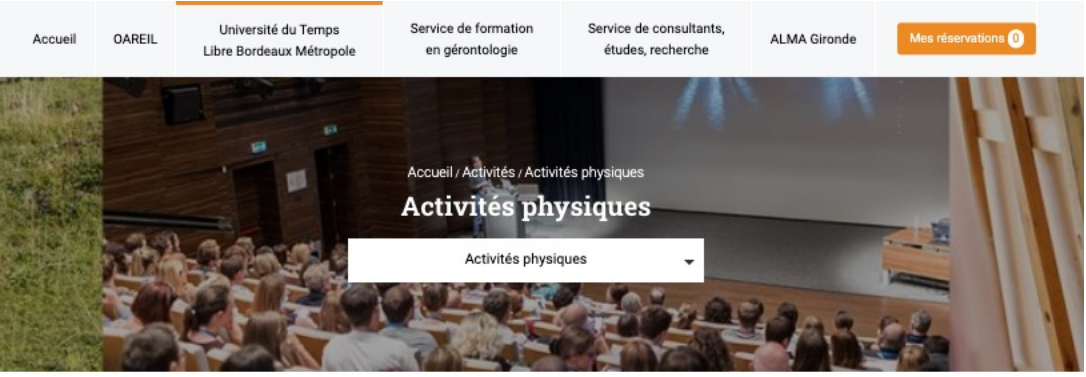 Accueil
OAREIL
Université du Temps
Libre Bordeaux Métropole
Service de formation
en gérontologie
Service de consultants,
études, recherche
ALMA Gironde
Mes réservations 0
Accueil / Activités / Activités physiques
Activités physiques
Activités physiques